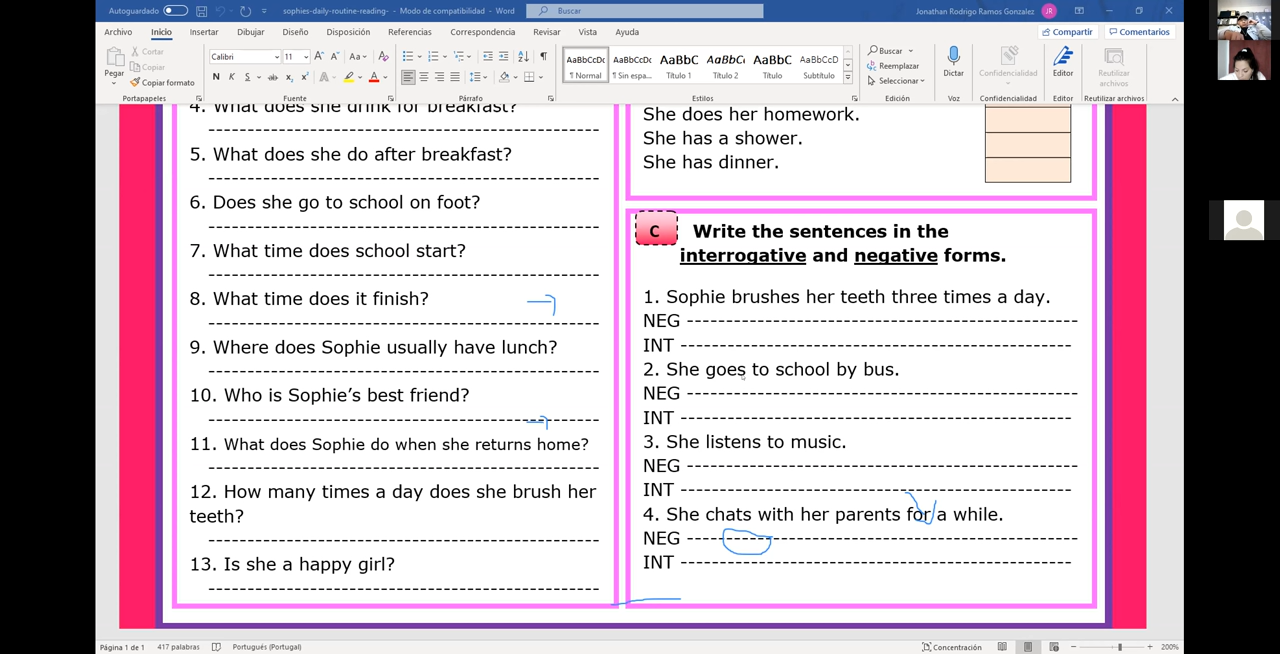 Autoguardado
sophies-daily-routine-reading- - Modo de compatibilidad - Word
Buscar
Jonathan Rodrigo Ramos Gonzalez
JR
Archivo Inicio Insertar Dibujar Diseño Disposición Referencias Correspondencia Revisar Vista Ayuda
Compartir
Comentarios
Pegar
Cortar
Copiar
Copiar formato
Portapapeles
Calibri 11
N K S ab x₂ x²
Fuente
Párrafo
AaBbCcDc AaBbCcDc AaBbC AaBbCc AaBbC AaBbCcD
¶ Normal ¶ Sin espa... Título 1 Título 2 Título Subtítulo
Estilos
Buscar
Reemplazar
Seleccionar
Edición
Dictar
Voz
Confidencialidad
Confidencialidad
Editor
Editor
Reutilizar archivos
Reutilizar archivos
4. What does she drink for breakfast?
5. What does she do after breakfast?
6. Does she go to school on foot?
7. What time does school start?
8. What time does it finish?
9. Where does Sophie usually have lunch?
10. Who is Sophie's best friend?
11. What does Sophie do when she returns home?
12. How many times a day does she brush her
teeth?
13. Is she a happy girl?
She does her homework.
She has a shower.
She has dinner.
C Write the sentences in the
interrogative and negative forms.
1. Sophie brushes her teeth three times a day.
NEG
INT
2. She goes to school by bus.
NEG
INT
3. She listens to music.
NEG
INT
4. She chats with her parents for a while.
NEG
INT
Página 1 de 1 417 palabras Portugués (Portugal)
Concentración
200%